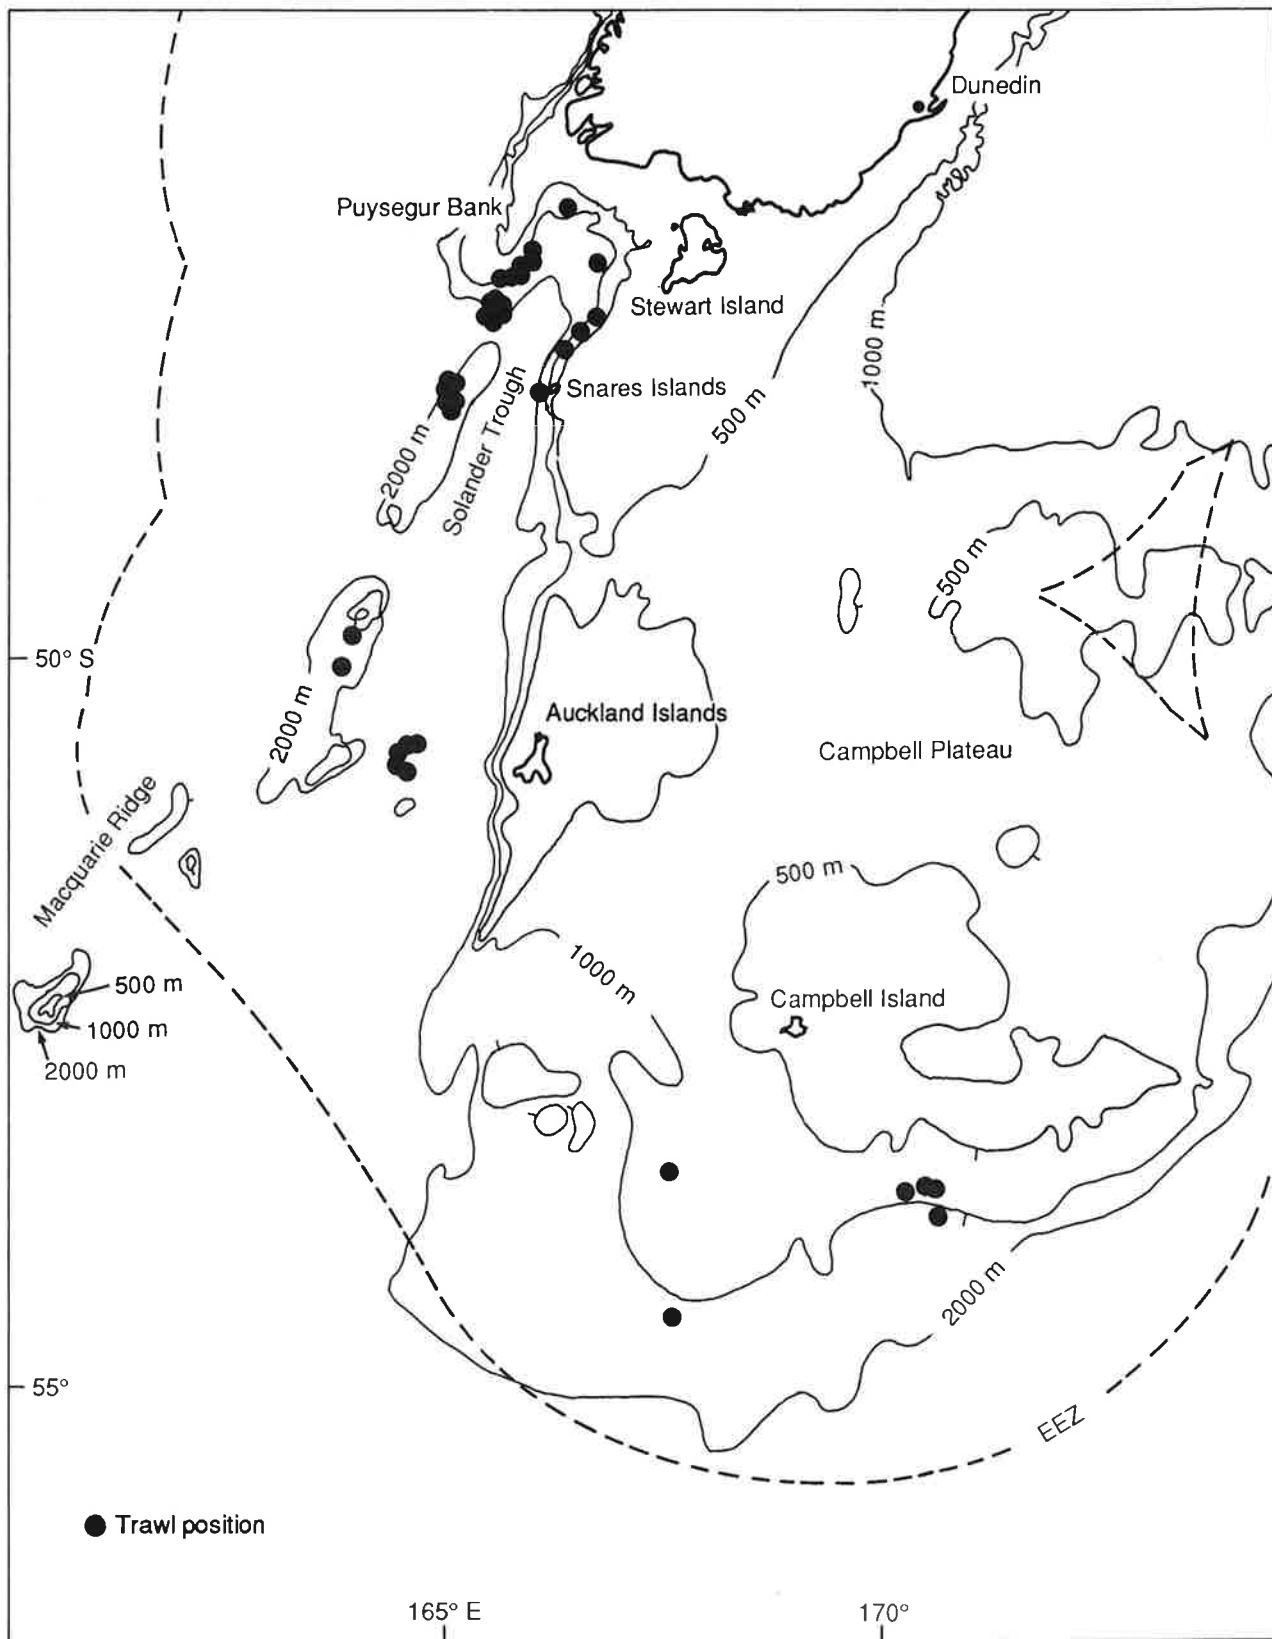 Dunedin
Puysegur Bank
Stewart Island
1000 m
Snares Islands
500 m
2000 m
Solander Trough
500 m
50° S
2000 m
Auckland Islands
Campbell Plateau
Macquarie Ridge
500 m
1000 m
500 m
Campbell Island
1000 m
2000 m
2000 m
55°
EEZ
Trawl position
165° E
170°